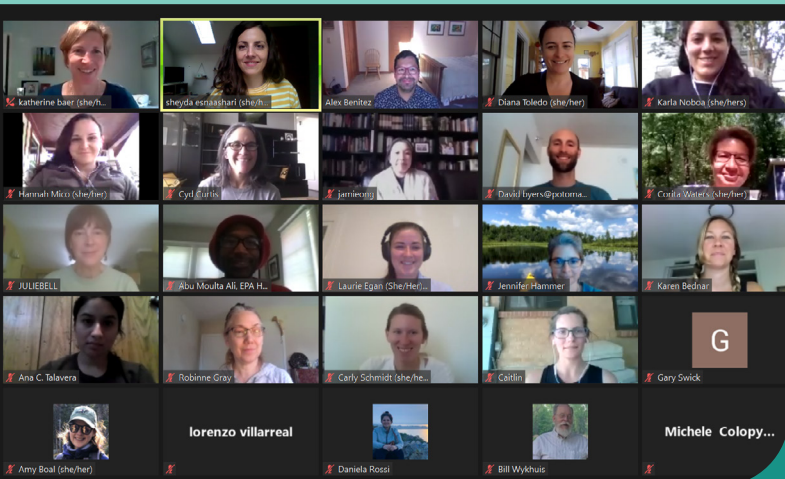 katherine baer (she/h...
sheyda esnaashari (she/h...
Alex Benitez
Diana Toledo (she/her)
Karla Noboa (she/hers)
Hannah Mico (she/her)
Cyd Curtis
jamieong
David byers@potoma...
Corita Waters (she/her)
JULIEBELL
Abu Moulta Ali, EPA H...
Laurie Egan (She/Her)...
Jennifer Hammer
Karen Bednar
Ana C. Talavera
Robinne Gray
Carly Schmidt (she/he...
Caitlin
G
Gary Swick
lorenzo villarreal
Michele Colopy...
Amy Boal (she/her)
Daniela Rossi
Bill Wykhuis